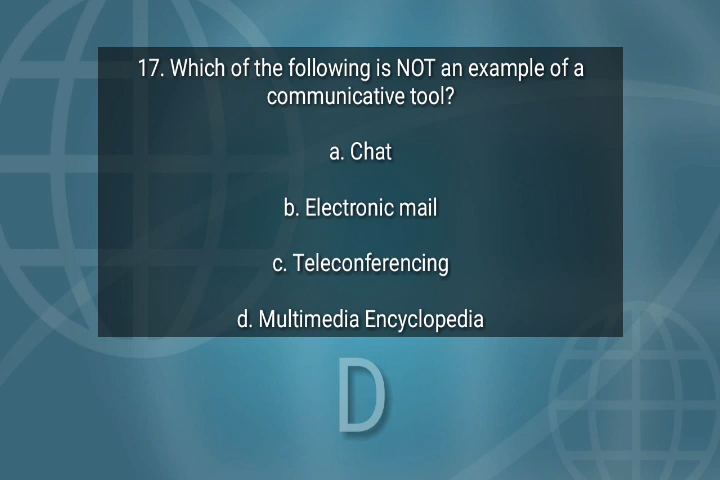 17. Which of the following is NOT an example of a
communicative tool?
a. Chat
b. Electronic mail
c. Teleconferencing
d. Multimedia Encyclopedia
D